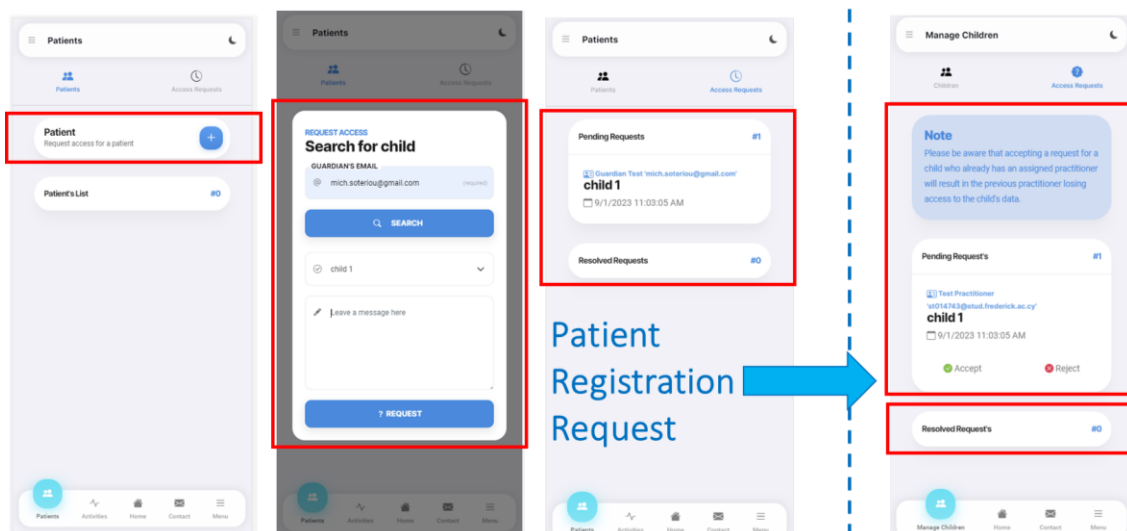 Patients
Patients
Access Requests
Patient
Request access for a patient
+
Patient's List
#0
Patients
Activities
Home
Contact
Menu
Patients
Patients
Access Requests
REQUEST ACCESS
Search for child
GUARDIAN'S EMAIL
@ mich.soteriou@gmail.com (required)
SEARCH
child 1
Leave a message here
? REQUEST
Patients
Activities
Home
Contact
Menu
Patients
Patients
Access Requests
Pending Requests
#1
Guardian Test 'mich.soteriou@gmail.com'
child 1
9/1/2023 11:03:05 AM
Resolved Requests
#0
Patient
Registration
Request
Patients
Activities
Home
Contact
Menu
Manage Children
Children
Access Requests
Note
Please be aware that accepting a request for a
child who already has an assigned practitioner
will result in the previous practitioner losing
access to the child's data.
Pending Request's
#1
Test Practitioner
'st014743@stud.frederick.ac.cy'
child 1
9/1/2023 11:03:05 AM
Accept
Reject
Resolved Request's
#0
Manage Children
Home
Contact
Menu